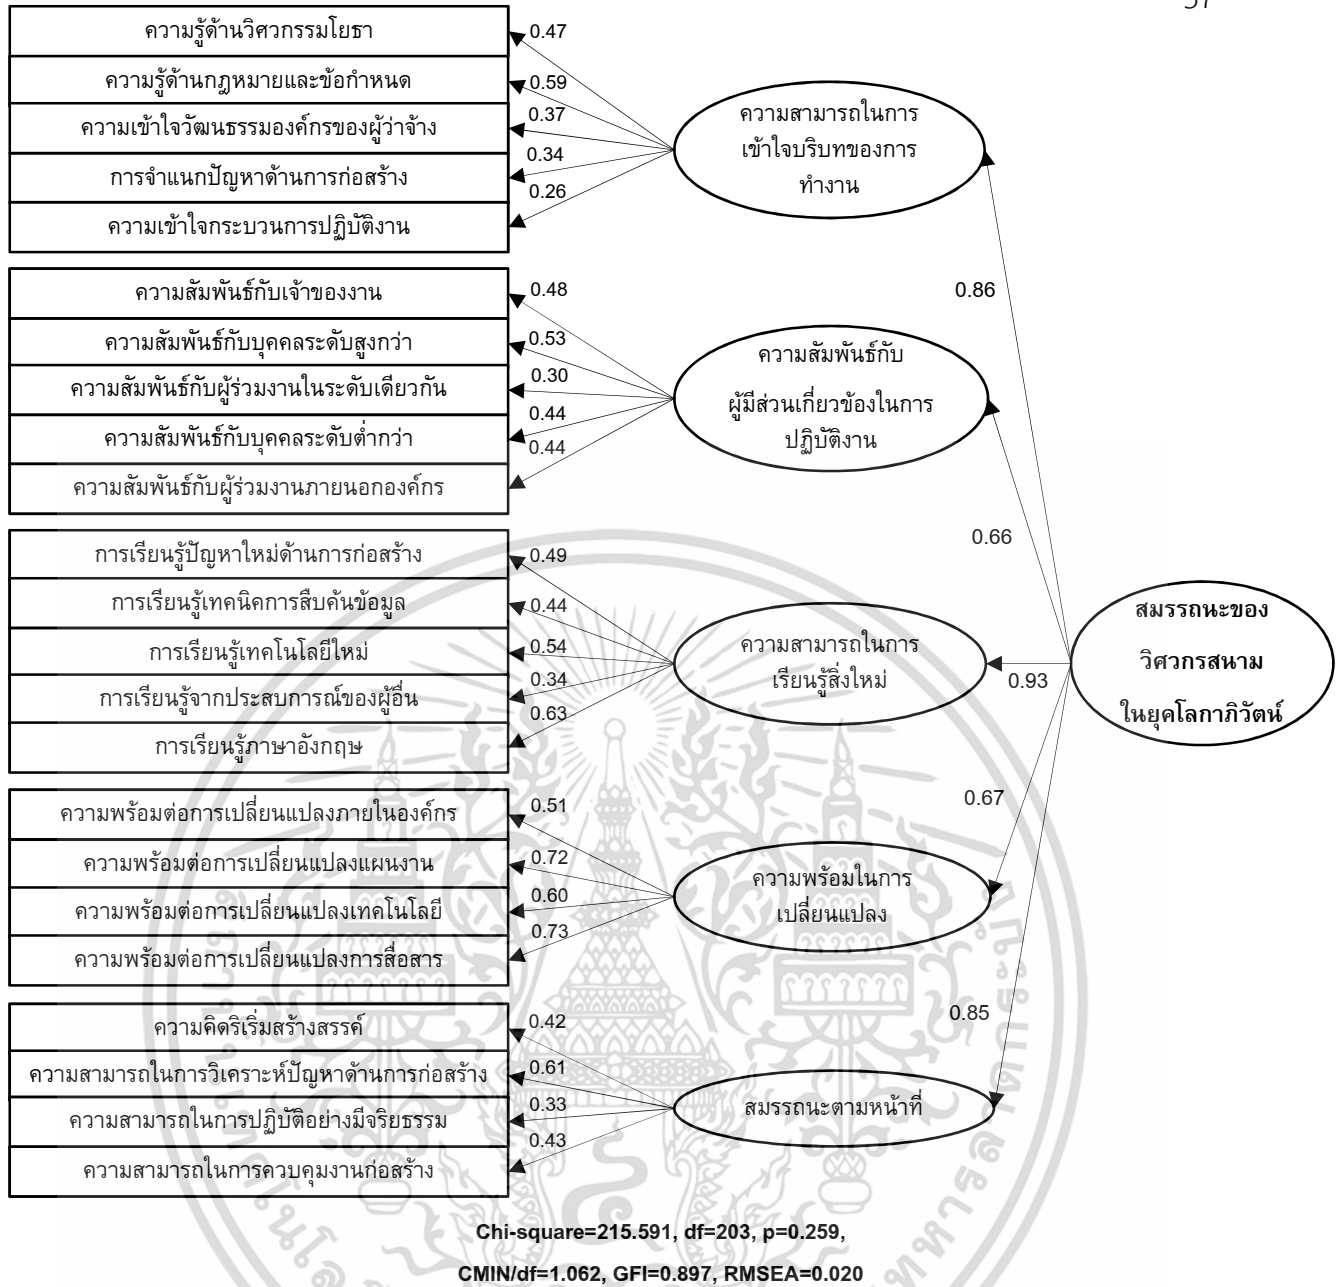 ความรู้ด้านวิศวกรรมโยธา
0.47
ความรู้ด้านกฎหมายและข้อกำหนด
0.59
ความเข้าใจวัฒนธรรมองค์กรของผู้ว่าจ้าง
0.37
การจำแนกปัญหาด้านการก่อสร้าง
0.34
ความเข้าใจกระบวนการปฏิบัติงาน
0.26
ความสามารถในการ
เข้าใจบริบทของการ
ทำงาน
0.86
ความสัมพันธ์กับเจ้าของงาน
0.48
ความสัมพันธ์กับบุคคลระดับสูงกว่า
0.53
ความสัมพันธ์กับผู้ร่วมงานในระดับเดียวกัน
0.30
ความสัมพันธ์กับบุคคลระดับต่ำกว่า
0.44
ความสัมพันธ์กับผู้ร่วมงานภายนอกองค์กร
0.44
ความสัมพันธ์กับ
ผู้มีส่วนเกี่ยวข้องในการ
ปฏิบัติงาน
0.66
การเรียนรู้ปัญหาใหม่ด้านการก่อสร้าง
0.49
การเรียนรู้เทคนิคการสืบค้นข้อมูล
0.44
การเรียนรู้เทคโนโลยีใหม่
0.54
การเรียนรู้จากประสบการณ์ของผู้อื่น
0.34
การเรียนรู้ภาษาอังกฤษ
0.63
ความสามารถในการ
เรียนรู้สิ่งใหม่
0.93
สมรรถนะของ
วิศวกรสนาม
ในยุคโลกาภิวัตน์
ความพร้อมต่อการเปลี่ยนแปลงภายในองค์กร
0.51
ความพร้อมต่อการเปลี่ยนแปลงแผนงาน
0.72
ความพร้อมต่อการเปลี่ยนแปลงเทคโนโลยี
0.60
ความพร้อมต่อการเปลี่ยนแปลงการสื่อสาร
0.73
ความพร้อมในการ
เปลี่ยนแปลง
0.67
ความคิดริเริ่มสร้างสรรค์
0.42
ความสามารถในการวิเคราะห์ปัญหาด้านการก่อสร้าง
0.61
ความสามารถในการปฏิบัติอย่างมีจริยธรรม
0.33
ความสามารถในการควบคุมงานก่อสร้าง
0.43
สมรรถนะตามหน้าที่
0.85
Chi-square=215.591, df=203, p=0.259,
CMIN/df=1.062, GFI=0.897, RMSEA=0.020